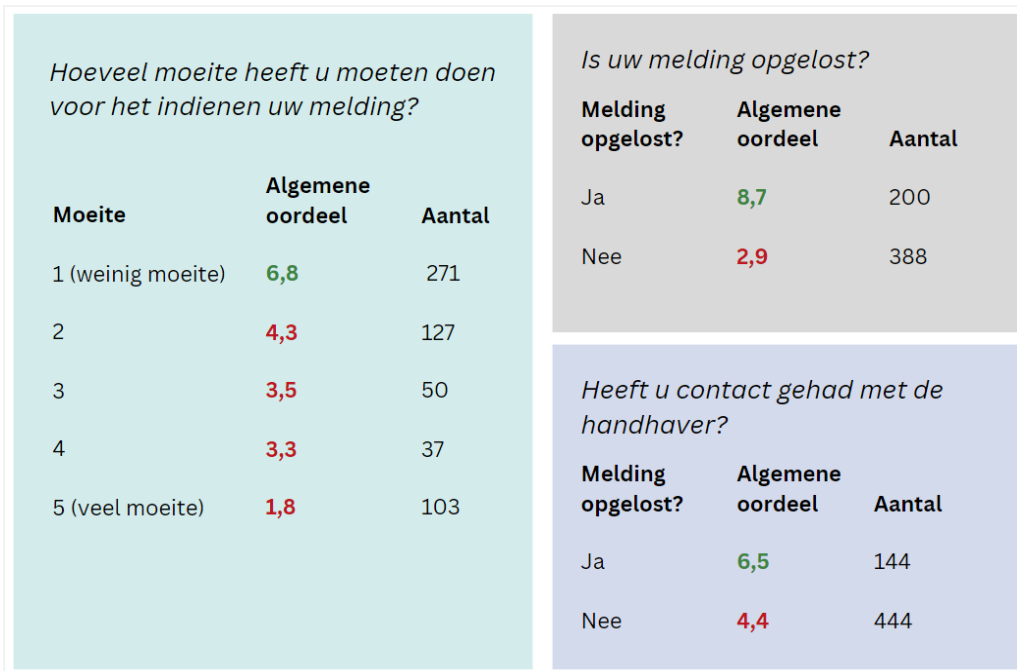 Hoeveel moeite heeft u moeten doen
voor het indienen uw melding?
Moeite Algemene oordeel Aantal
1 (weinig moeite) 6,8 271
2 4,3 127
3 3,5 50
4 3,3 37
5 (veel moeite) 1,8 103
Is uw melding opgelost?
Melding Algemene
opgelost? oordeel Aantal
Ja 8,7 200
Nee 2,9 388
Heeft u contact gehad met de
handhaver?
Melding Algemene
opgelost? oordeel Aantal
Ja 6,5 144
Nee 4,4 444